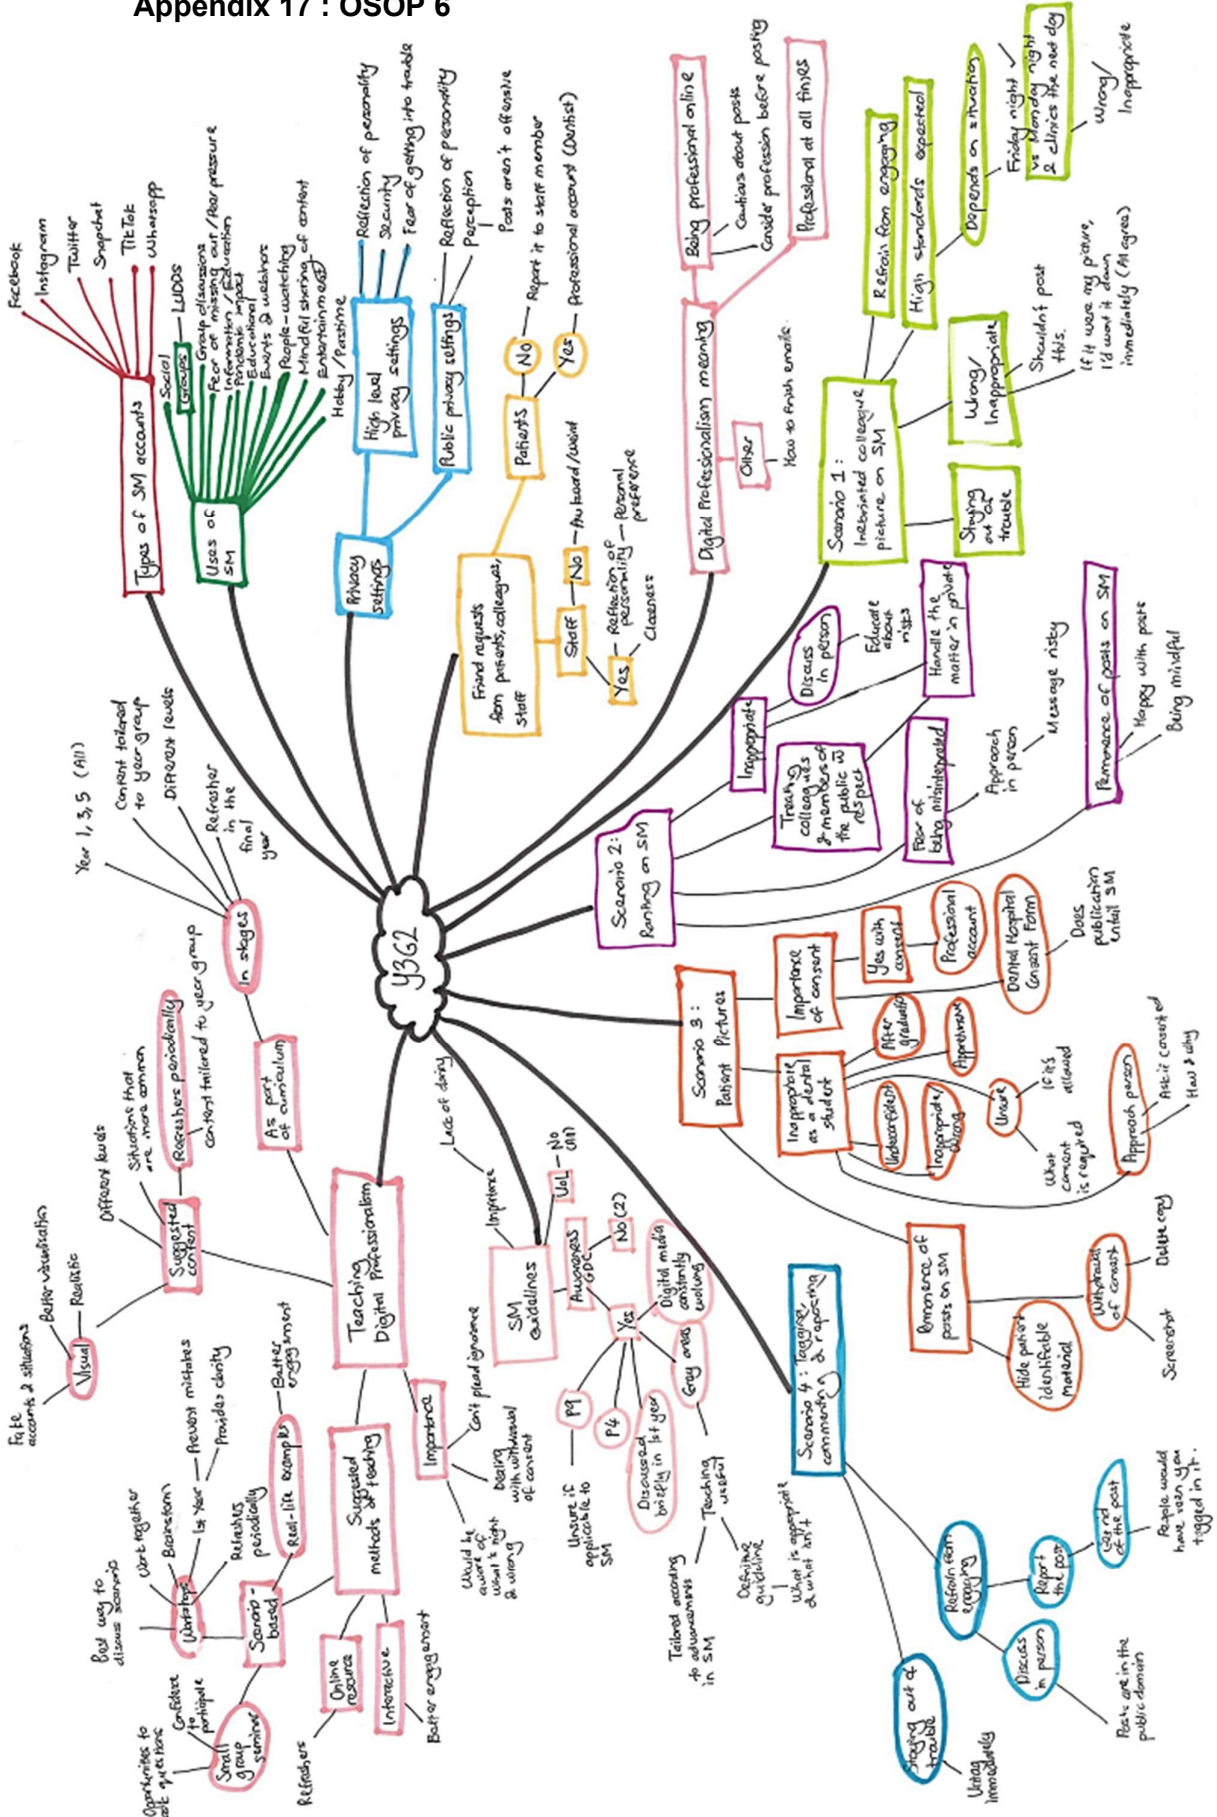 Appendix 17 : OSOP 6
Y3G2
Types of SM accounts
Facebook
Instagram
Twitter
Snapchat
TikTok
Whatsapp
Uses of
SM
Social
Groups
LUDS
Group discussions
Fear of missing out / Peer pressure
Information / Education
Pandemic impact
Educational
Events & webinars
People-watching
Mindful sharing of content
Entertainment
Hobby / Pastime
Privacy
settings
High level
privacy settings
Reflection of personality
Security
Fear of getting into trouble
Public privacy settings
Reflection of personality
Perception
Posts aren't offensive
Friend requests
from patients, colleagues,
staff
Patients
No
Report it to staff member
Yes
Professional account (Dentist)
Staff
No
Awkward/weird
Yes
Reflection of
personality
Personal
preference
Closeness
Digital Professionalism meaning
Being professional online
Cautious about posts
Consider profession before posting
Professional at all times
Other
How to finish emails
Scenario 1:
Inebriated colleague
picture on SM
Refrain from engaging
High standards expected
Depends on situation
Friday night
vs Monday night
& clinics the next day
Wrong/
Inappropriate
Wrong/
Inappropriate
Shouldn't post
this.
If it were my picture,
I'd want it down
immediately (All agree)
Staying
out of
trouble
Scenario 2:
Ranting on SM
Inappropriate
Discuss
in person
Educate
about
risks
Handle the
matter in private
Treating
colleagues
& members of
the public w
respect
Fear of
being misinterpreted
Approach
in person
Message risky
Permanence of posts on SM
Happy with posts
Being mindful
Scenario 3:
Patient Pictures
Importance
of consent
Yes with
consent
Professional
account
Dental Hospital
Consent Form
Does
publication
entail SM
Inappropriate
as a dental
student
After
graduation
Apprehensive
Unconfident
Inappropriate/
Wrong
Unsure
If it's
allowed
What
consent
is required
Approach person
Ask if consented
How & why
Permanence of
posts on SM
Hide patient
identifiable
material
Withdrawal
of consent
Delete copy
Screenshot
Scenario 4: Tagging,
commenting & reporting
Refrain from
engaging
Report
the post
Get rid
of the post
People would
have seen you
tagged in it.
Discuss
in person
Posts are in the
public domain
Staying out of
trouble
Untag
immediately
SM
Guidelines
Importance
Lack of clarity
Awareness
UoL
No
(All)
GDC
No (2)
Yes
Digital media
constantly
evolving
Gray areas
Teaching
useful
Tailored according
to advancements
in SM
Definitive
guideline
What is appropriate
& what isn't
P9
Unsure if
applicable to
SM
P4
Discussed
briefly in 1st year
Teaching
Digital Professionalism
As part
of curriculum
In stages
Year 1, 3, 5 (All)
Content tailored
to year group
Different levels
Refresher
in the
final
year
Suggested
content
Different levels
Situations that
are more common
Refreshers periodically
content tailored to year group
Visual
Fake
accounts & situations
Better visualisation
Realistic
Importance
Can't plead ignorance
Dealing
with withdrawal
of consent
Would be
aware of
what's right
& wrong
Suggested
methods of teaching
Scenario-
based
Real-life examples
Better
engagement
Workshops
Best way to
discuss scenario
Work together
Brainstorm
1st Year
Prevent mistakes
Provides clarity
Refreshers
periodically
Small
group
seminar
Confidence
to
participate
Opportunities to
ask questions
Online
resource
Refreshers
Interactive
Better engagement